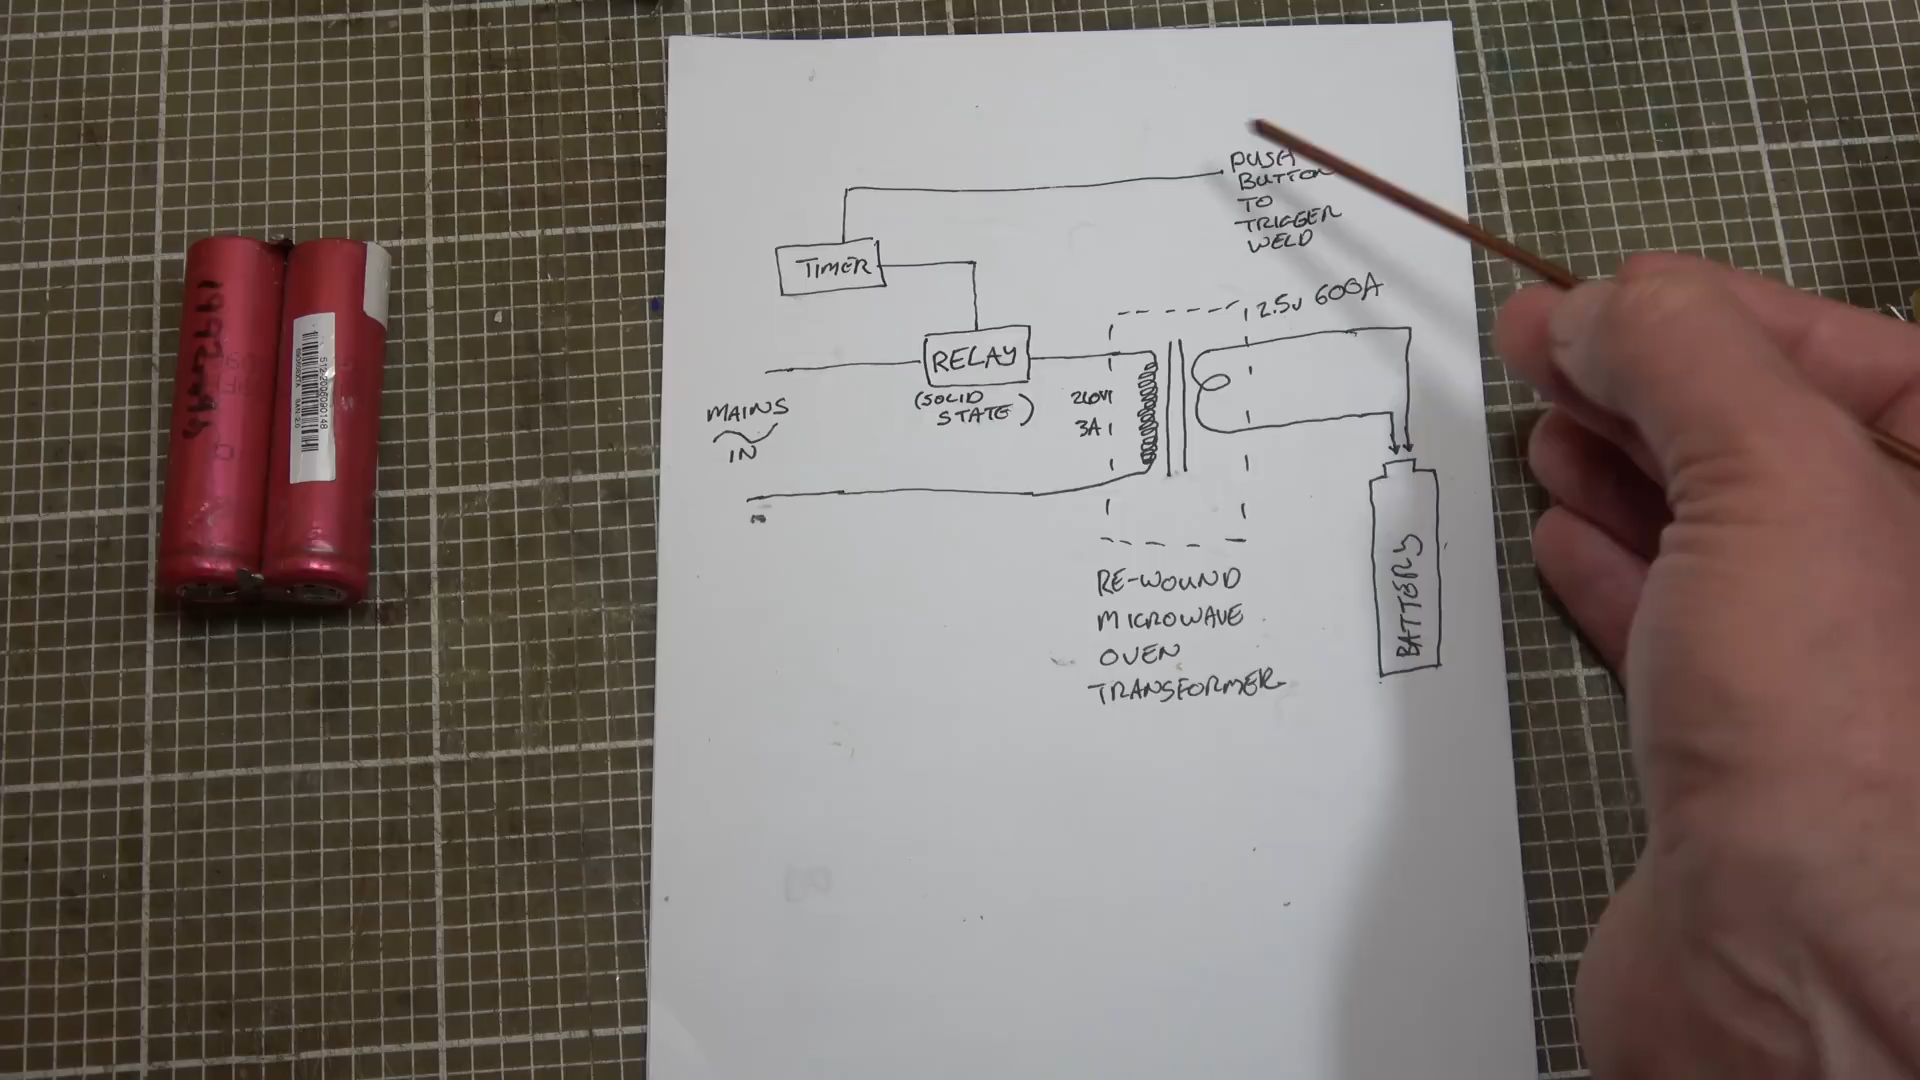 PUSH
BUTTON
TO
TRIGGER
WELD
TIMER
2.5V 600A
RELAY
(SOLID
STATE)
MAINS
IN
240V
3A
RE-WOUND
MICROWAVE
OVEN
TRANSFORMER
BATTERY